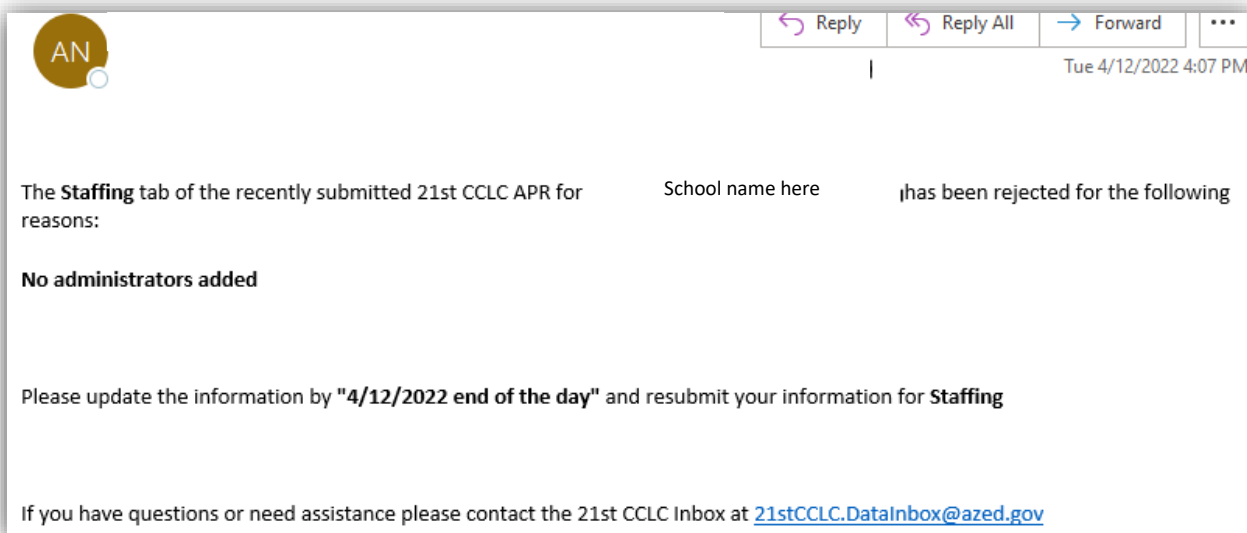 AN
Reply
Reply All
Forward
Tue 4/12/2022 4:07 PM
The Staffing tab of the recently submitted 21st CCLC APR for School name here has been rejected for the following
reasons:
No administrators added
Please update the information by "4/12/2022 end of the day" and resubmit your information for Staffing
If you have questions or need assistance please contact the 21st CCLC Inbox at 21stCCLC.DataInbox@azed.gov